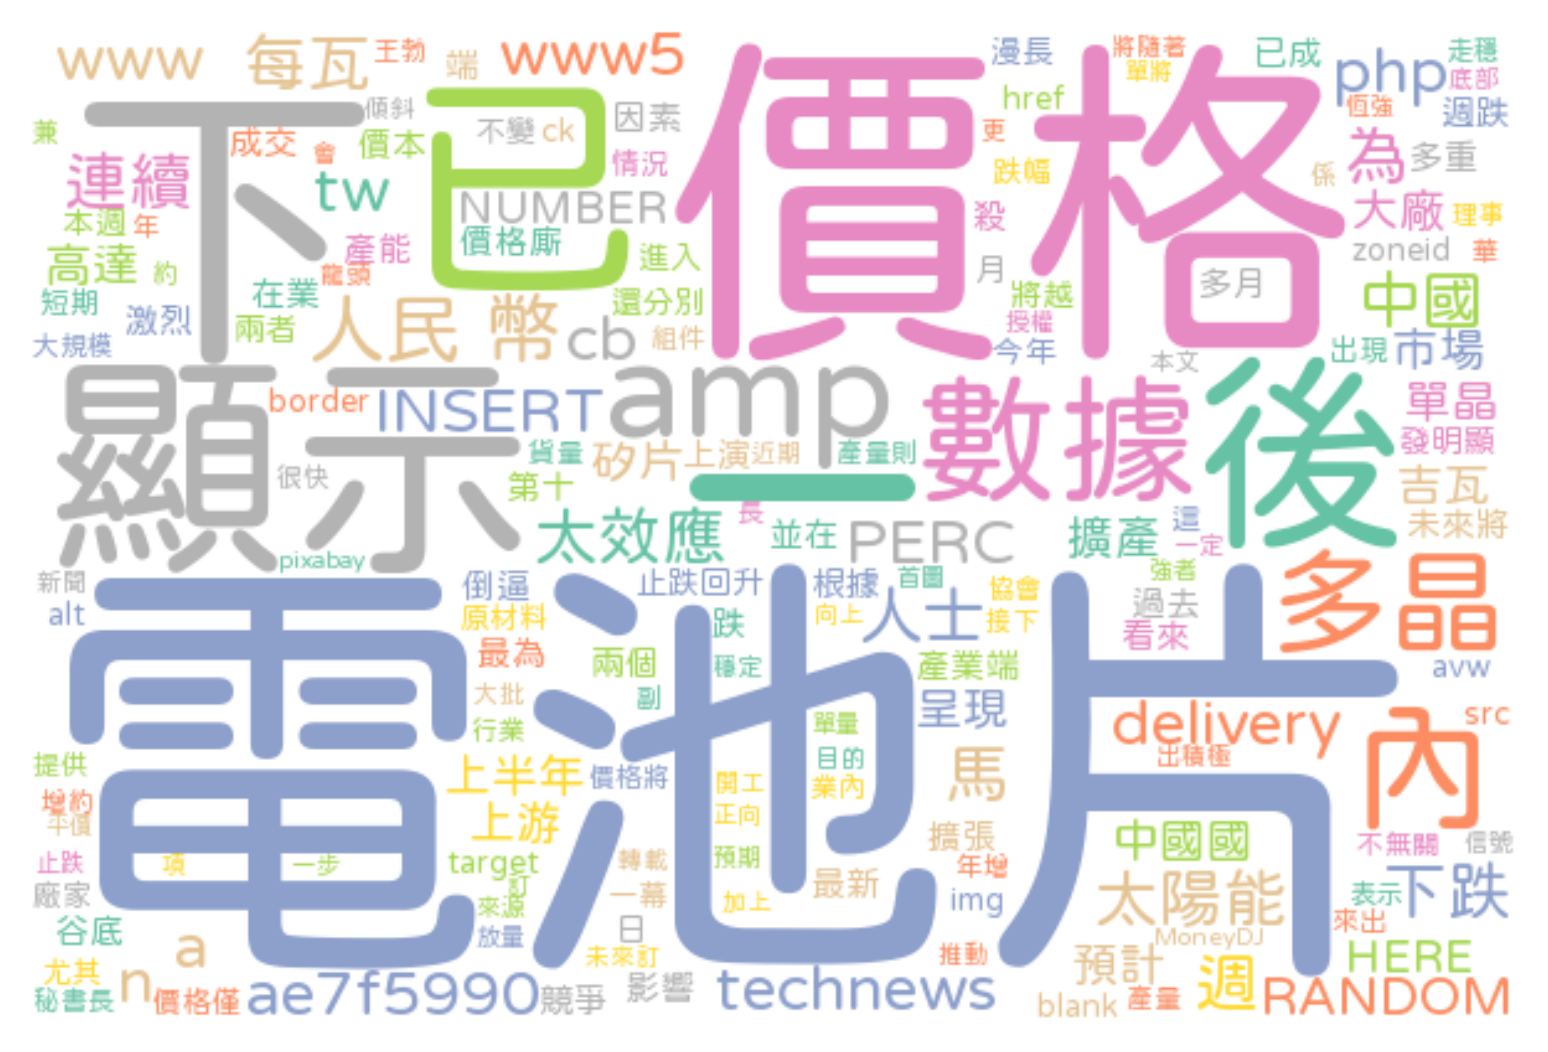 www 每瓦 王勃 端 www5 漫長 將隨著 單將 已成 php 走穩 底部
兼 下 傾斜 已 不變 ck 因素 價格 href 恆強 週跌
成交 會 價本 情況 更 為 多重
連續 tw NUMBER 跌幅 係
本週 年 產能 價格廝 殺 大廠 理事
高達 約 龍頭 進入 月 多月 zoneid 華
短期 激烈 在業 兩者 人民幣 還分別 將越 中國
大規模 cb 組件 授權 今年 本文 出現 市場
顯示 border INSERT amp 數據 後 單晶
很快 貨量 矽片 上演 近期 產量則 發明顯
第十 一 長 吉瓦
pixabay 太效應 並在 PERC 擴產 這 一定 未來將
新聞 倒逼 止跌回升 根據 首圖 協會 強者 多晶
alt 電池片 原材料 跌 向上 人士 接下 過去
最為 兩個 穩定 產業端 看來 avw
大批 副 呈現
行業 單量 delivery 內 src
提供 上半年 價格將 目的 馬 出積極
增約 開工 業內
平價 上游 正向 擴張 中國國 不無關 信號
止跌 項 一步 target 轉載 預期 年增
廠家 訂 來源 一幕 加上 最新 img 太陽能 表示 下跌
谷底 a 放量 日 MoneyDJ 來出
尤其 未來訂 推動 預計 HERE
秘書長 n 價格僅 ae7f5990 競爭 影響 technews blank 產量 週 RANDOM